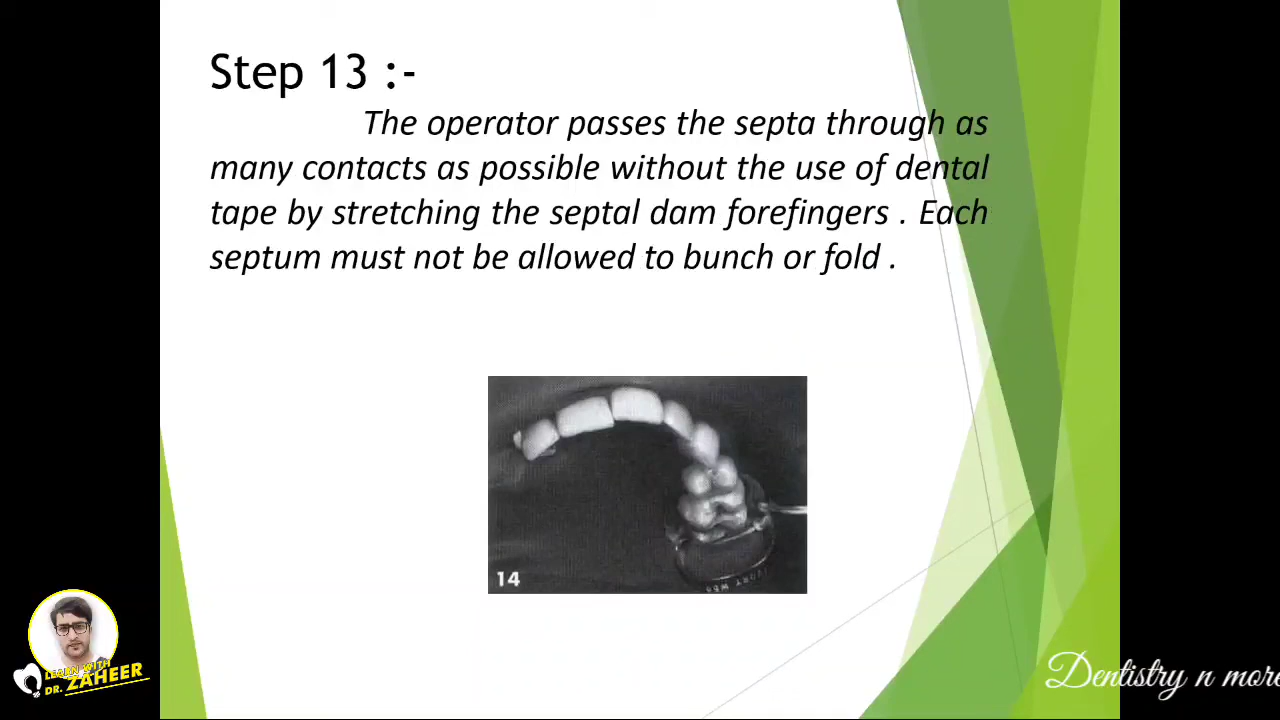 Step 13 :-
The operator passes the septa through as
many contacts as possible without the use of dental
tape by stretching the septal dam forefingers . Each
septum must not be allowed to bunch or fold .
14
LEARN WITH
DR. ZAHEER
Dentistry n more